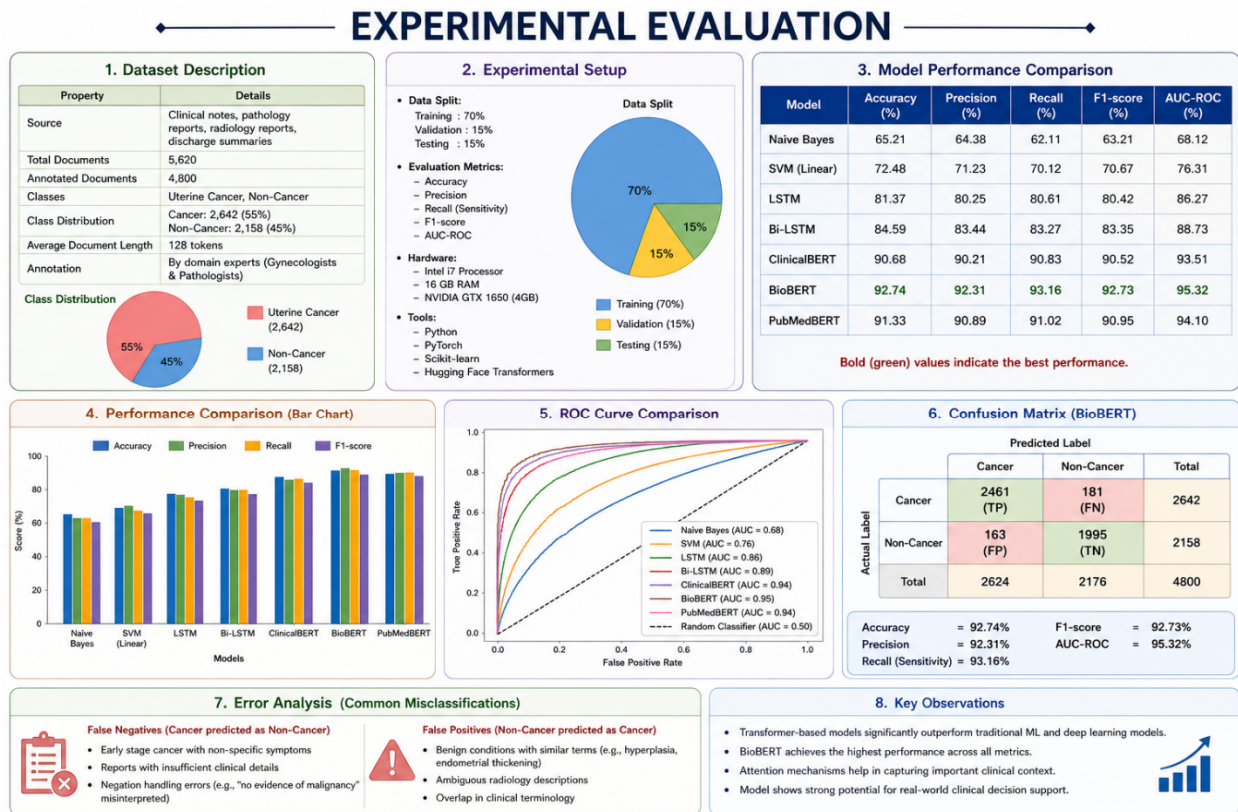 EXPERIMENTAL EVALUATION
1. Dataset Description
Property Details
Source Clinical notes, pathology
reports, radiology reports,
discharge summaries
Total Documents 5,620
Annotated Documents 4,800
Classes Uterine Cancer, Non-Cancer
Class Distribution Cancer: 2,642 (55%)
Non-Cancer: 2,158 (45%)
Average Document Length 128 tokens
Annotation By domain experts (Gynecologists
& Pathologists)
Class Distribution
55%
45%
Uterine Cancer
(2,642)
Non-Cancer
(2,158)
2. Experimental Setup
• Data Split:
Training : 70%
Validation : 15%
Testing : 15%
• Evaluation Metrics:
– Accuracy
– Precision
– Recall (Sensitivity)
– F1-score
– AUC-ROC
• Hardware:
– Intel i7 Processor
– 16 GB RAM
– NVIDIA GTX 1650 (4GB)
• Tools:
– Python
– PyTorch
– Scikit-learn
– Hugging Face Transformers
Data Split
70%
15%
15%
Training (70%)
Validation (15%)
Testing (15%)
3. Model Performance Comparison
Model Accuracy (%) Precision (%) Recall (%) F1-score (%) AUC-ROC (%)
Naive Bayes 65.21 64.38 62.11 63.21 68.12
SVM (Linear) 72.48 71.23 70.12 70.67 76.31
LSTM 81.37 80.25 80.61 80.42 86.27
Bi-LSTM 84.59 83.44 83.27 83.35 88.73
ClinicalBERT 90.68 90.21 90.83 90.52 93.51
BioBERT 92.74 92.31 93.16 92.73 95.32
PubMedBERT 91.33 90.89 91.02 90.95 94.10
Bold (green) values indicate the best performance.
4. Performance Comparison (Bar Chart)
Accuracy Precision Recall F1-score
Score (%)
100
80
60
40
20
0
Naive Bayes
SVM (Linear)
LSTM
Bi-LSTM
ClinicalBERT
BioBERT
PubMedBERT
Models
5. ROC Curve Comparison
True Positive Rate
1.0
0.8
0.6
0.4
0.2
0.0
Naive Bayes (AUC = 0.68)
SVM (AUC = 0.76)
LSTM (AUC = 0.86)
Bi-LSTM (AUC = 0.89)
ClinicalBERT (AUC = 0.94)
BioBERT (AUC = 0.95)
PubMedBERT (AUC = 0.94)
Random Classifier (AUC = 0.50)
0.0 0.2 0.4 0.6 0.8 1.0
False Positive Rate
6. Confusion Matrix (BioBERT)
Predicted Label
Actual Label
Cancer Non-Cancer Total
Cancer 2461 (TP) 181 (FN) 2642
Non-Cancer 163 (FP) 1995 (TN) 2158
Total 2624 2176 4800
Accuracy = 92.74% F1-score = 92.73%
Precision = 92.31% AUC-ROC = 95.32%
Recall (Sensitivity) = 93.16%
7. Error Analysis (Common Misclassifications)
False Negatives (Cancer predicted as Non-Cancer)
• Early stage cancer with non-specific symptoms
• Reports with insufficient clinical details
• Negation handling errors (e.g., "no evidence of malignancy"
misinterpreted)
False Positives (Non-Cancer predicted as Cancer)
• Benign conditions with similar terms (e.g., hyperplasia,
endometrial thickening)
• Ambiguous radiology descriptions
• Overlap in clinical terminology
8. Key Observations
• Transformer-based models significantly outperform traditional ML and deep learning models.
• BioBERT achieves the highest performance across all metrics.
• Attention mechanisms help in capturing important clinical context.
• Model shows strong potential for real-world clinical decision support.